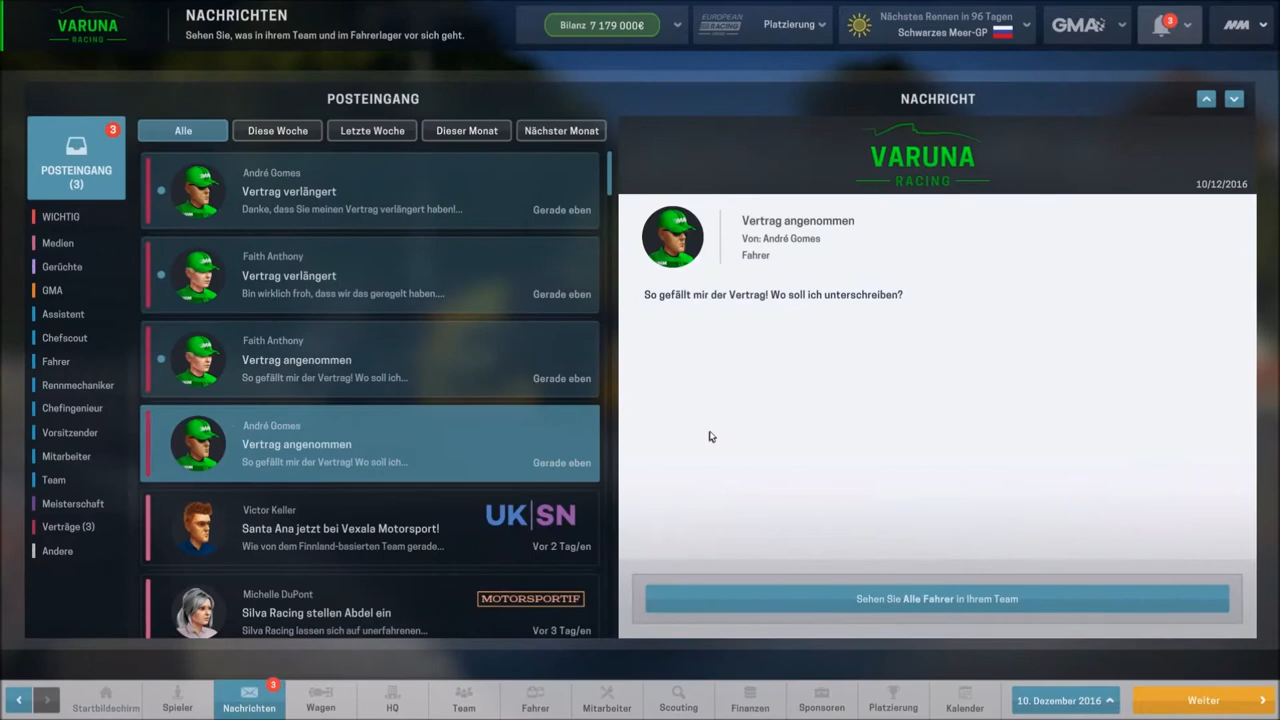 VARUNA
RACING
NACHRICHTEN
Sehen Sie, was in ihrem Team und im Fahrerlager vor sich geht.
Bilanz 7 179 000€
EUROPEAN
RACING
Platzierung
Nächstes Rennen in 96 Tagen
Schwarzes Meer-GP
GMA
3
POSTEINGANG
NACHRICHT
3
POSTEINGANG
(3)
WICHTIG
Medien
Gerüchte
GMA
Assistent
Chefscout
Fahrer
Rennmechaniker
Chefingenieur
Vorsitzender
Mitarbeiter
Team
Meisterschaft
Verträge (3)
Andere
Alle
Diese Woche
Letzte Woche
Dieser Monat
Nächster Monat
André Gomes
Vertrag verlängert
Danke, dass Sie meinen Vertrag verlängert haben!...
Gerade eben
Faith Anthony
Vertrag verlängert
Bin wirklich froh, dass wir das geregelt haben....
Gerade eben
Faith Anthony
Vertrag angenommen
So gefällt mir der Vertrag! Wo soll ich...
Gerade eben
André Gomes
Vertrag angenommen
So gefällt mir der Vertrag! Wo soll ich...
Gerade eben
Victor Keller
Santa Ana jetzt bei Vexala Motorsport!
Wie von dem Finnland-basierten Team gerade...
UK|SN
Vor 2 Tag/en
Michelle DuPont
Silva Racing stellen Abdel ein
Silva Racing lassen sich auf unerfahrenen...
MOTORSPORTIF
Vor 3 Tag/en
VARUNA
RACING
10/12/2016
Vertrag angenommen
Von: André Gomes
Fahrer
So gefällt mir der Vertrag! Wo soll ich unterschreiben?
Sehen Sie Alle Fahrer in Ihrem Team
Startbildschirm
Spieler
3
Nachrichten
Wagen
HQ
Team
Fahrer
Mitarbeiter
Scouting
Finanzen
Sponsoren
Platzierung
Kalender
10. Dezember 2016
Weiter